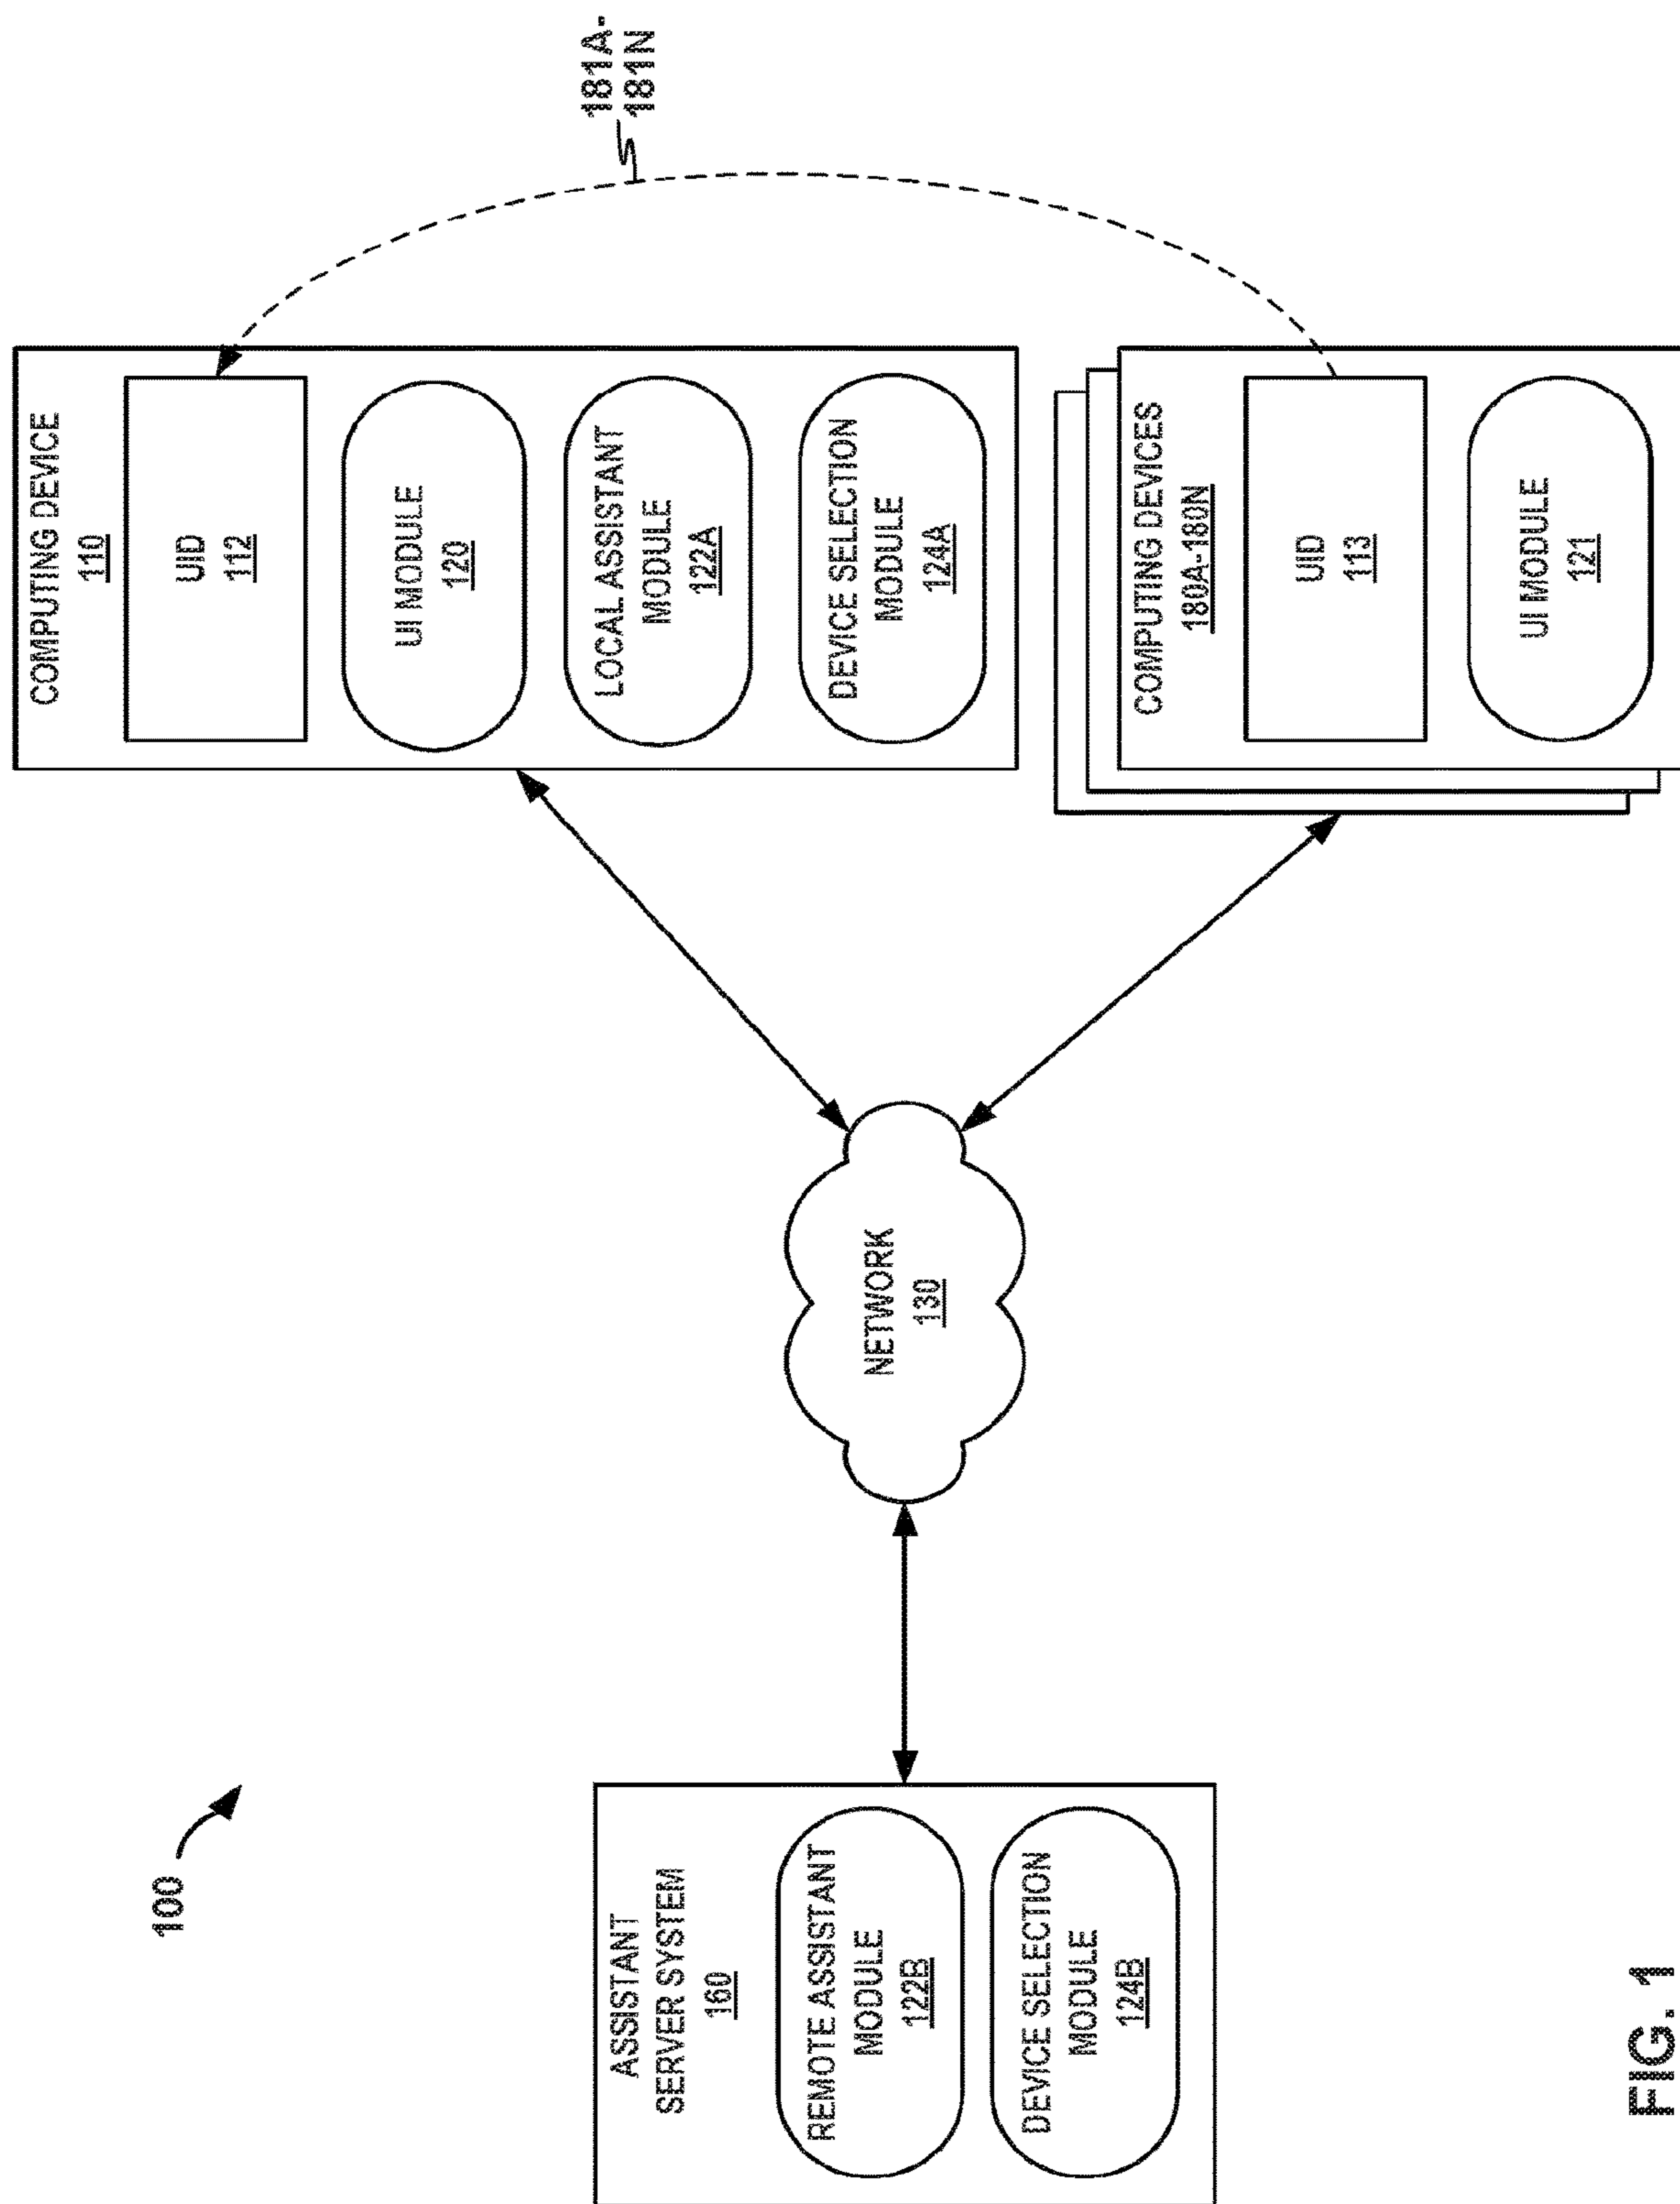 100
ASSISTANT
SERVER SYSTEM
160
REMOTE ASSISTANT
MODULE
122B
DEVICE SELECTION
MODULE
124B
NETWORK
130
COMPUTING DEVICE
110
UID
112
UI MODULE
120
LOCAL ASSISTANT
MODULE
122A
DEVICE SELECTION
MODULE
124A
181A-
181N
COMPUTING DEVICES
180A-180N
UID
113
UI MODULE
121
FIG. 1